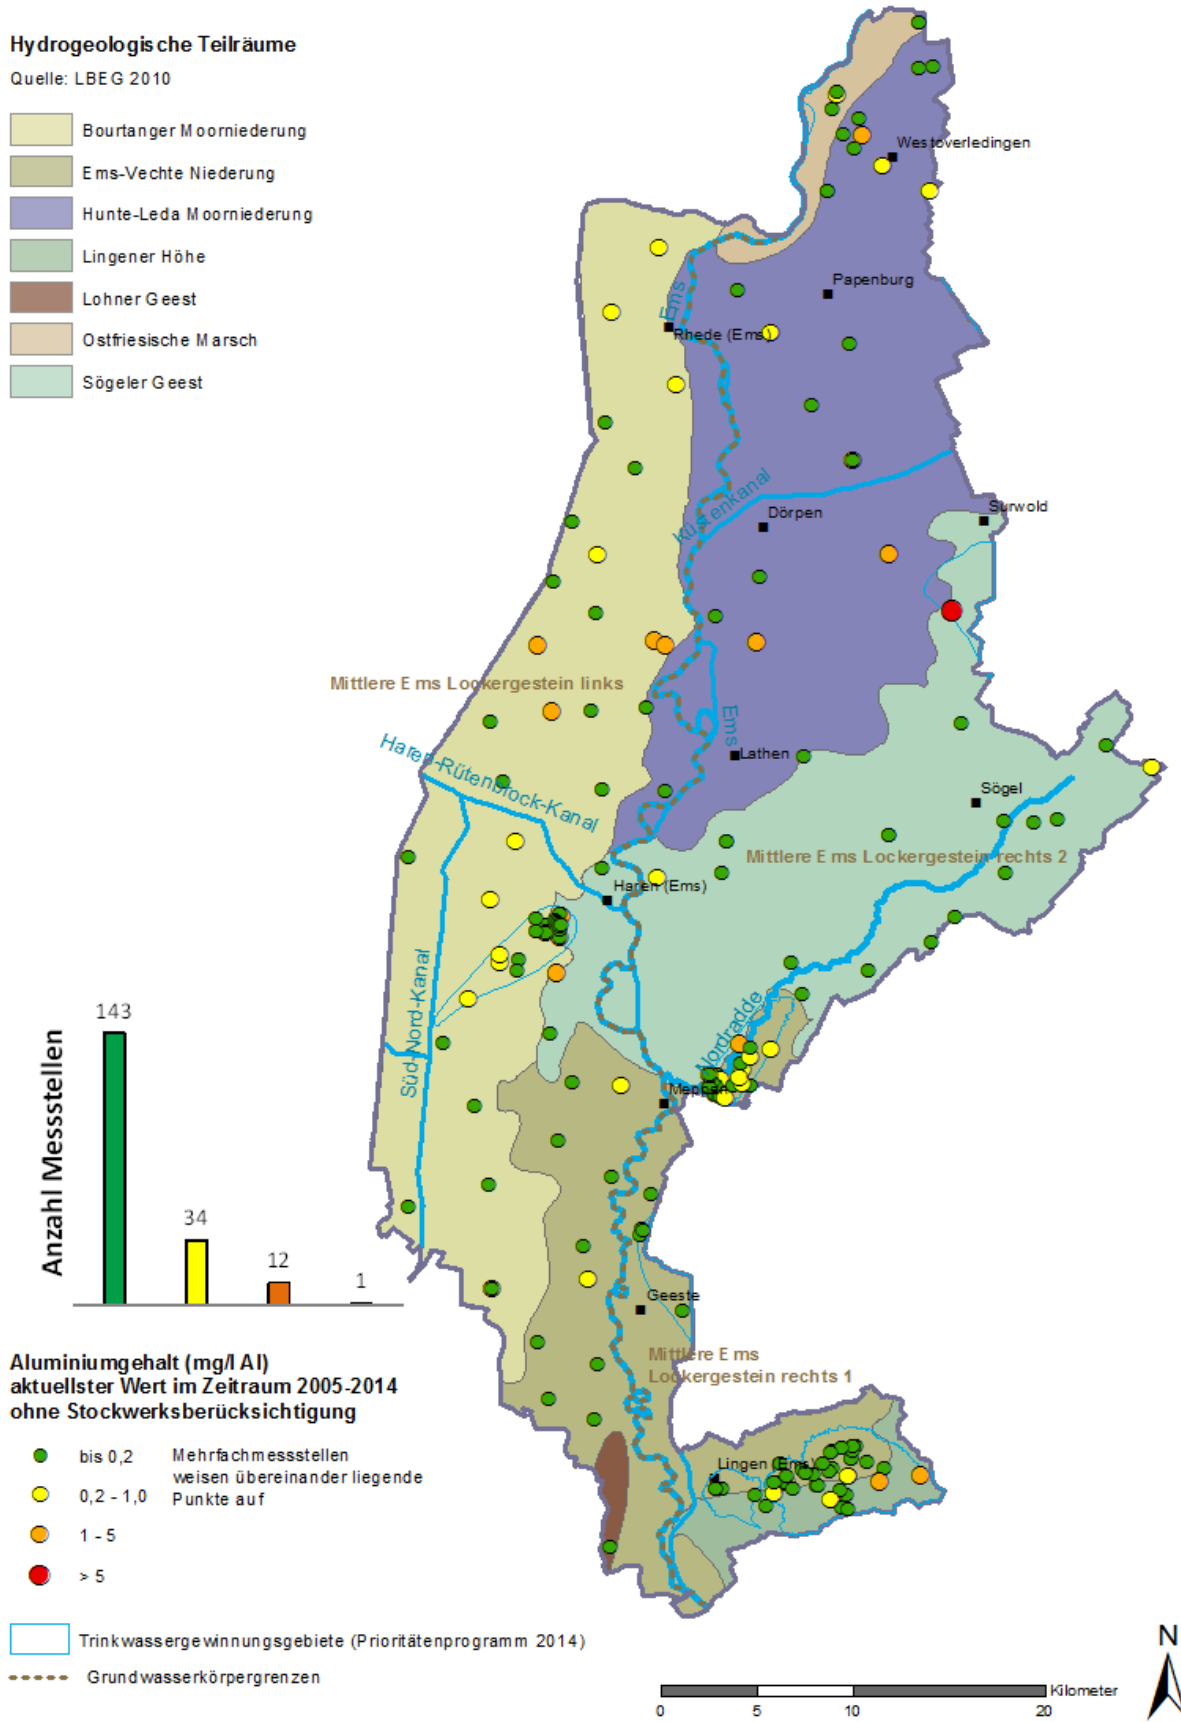 Hydrogeologische Teilräume
Quelle: LBEG 2010
Bourtanger Moorniederung
Ems-Vechte Niederung
Hunte-Leda Moorniederung
Lingener Höhe
Lohner Geest
Ostfriesische Marsch
Sögeler Geest
Westoverledingen
Papenburg
Ems
Rhede (Ems)
Küstenkanal
Dörpen
Surwold
Mittlere Ems Lockergestein links
Ems
Lathen
Haren-Rütenbrock-Kanal
Sögel
Mittlere Ems Lockergestein rechts 2
Haren (Ems)
Süd-Nord-Kanal
Nordradde
Meppen
Geeste
Mittlere Ems
Lockergestein rechts 1
Lingen (Ems)
Anzahl Messstellen
143
34
12
1
Aluminiumgehalt (mg/l Al)
aktuellster Wert im Zeitraum 2005-2014
ohne Stockwerksberücksichtigung
bis 0,2
0,2 - 1,0
1 - 5
> 5
Mehrfachmessstellen
weisen übereinander liegende
Punkte auf
Trinkwassergewinnungsgebiete (Prioritätenprogramm 2014)
Grundwasserkörpergrenzen
N
Kilometer
0 5 10 20